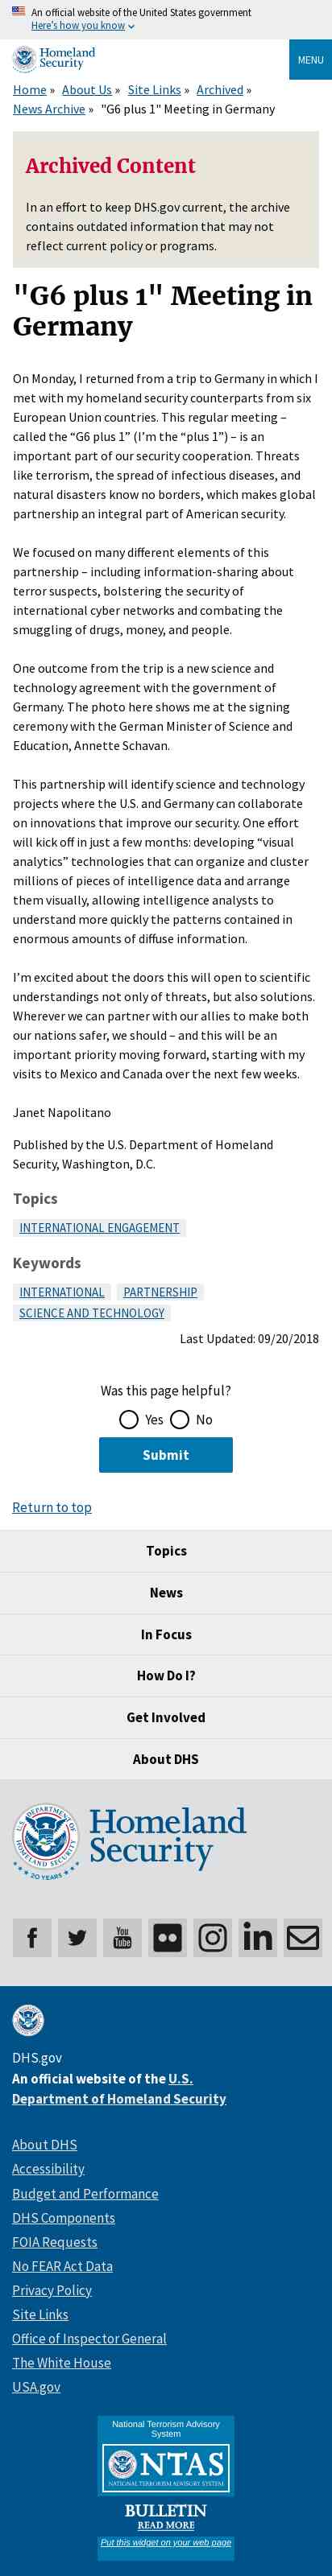 An official website of the United States government
Here's how you know
Homeland
Security
MENU
Home » About Us » Site Links » Archived »
News Archive » "G6 plus 1" Meeting in Germany
Archived Content
In an effort to keep DHS.gov current, the archive
contains outdated information that may not
reflect current policy or programs.
"G6 plus 1" Meeting in
Germany
On Monday, I returned from a trip to Germany in which I
met with my homeland security counterparts from six
European Union countries. This regular meeting –
called the “G6 plus 1” (I’m the “plus 1”) – is an
important part of our security cooperation. Threats
like terrorism, the spread of infectious diseases, and
natural disasters know no borders, which makes global
partnership an integral part of American security.
We focused on many different elements of this
partnership – including information-sharing about
terror suspects, bolstering the security of
international cyber networks and combating the
smuggling of drugs, money, and people.
One outcome from the trip is a new science and
technology agreement with the government of
Germany. The photo here shows me at the signing
ceremony with the German Minister of Science and
Education, Annette Schavan.
This partnership will identify science and technology
projects where the U.S. and Germany can collaborate
on innovations that improve our security. One effort
will kick off in just a few months: developing “visual
analytics” technologies that can organize and cluster
millions of pieces of intelligence data and arrange
them visually, allowing intelligence analysts to
understand more quickly the patterns contained in
enormous amounts of diffuse information.
I’m excited about the doors this will open to scientific
understandings of not only of threats, but also solutions.
Wherever we can partner with our allies to make both
our nations safer, we should – and this will be an
important priority moving forward, starting with my
visits to Mexico and Canada over the next few weeks.
Janet Napolitano
Published by the U.S. Department of Homeland
Security, Washington, D.C.
Topics
INTERNATIONAL ENGAGEMENT
Keywords
INTERNATIONAL PARTNERSHIP
SCIENCE AND TECHNOLOGY
Last Updated: 09/20/2018
Was this page helpful?
Yes No
Submit
Return to top
Topics
News
In Focus
How Do I?
Get Involved
About DHS
U.S. DEPARTMENT OF
HOMELAND SECURITY
20 YEARS
Homeland
Security
You
Tube
DHS.gov
An official website of the U.S.
Department of Homeland Security
About DHS
Accessibility
Budget and Performance
DHS Components
FOIA Requests
No FEAR Act Data
Privacy Policy
Site Links
Office of Inspector General
The White House
USA.gov
National Terrorism Advisory
System
NTAS
NATIONAL TERRORISM ADVISORY SYSTEM
BULLETIN
READ MORE
Put this widget on your web page